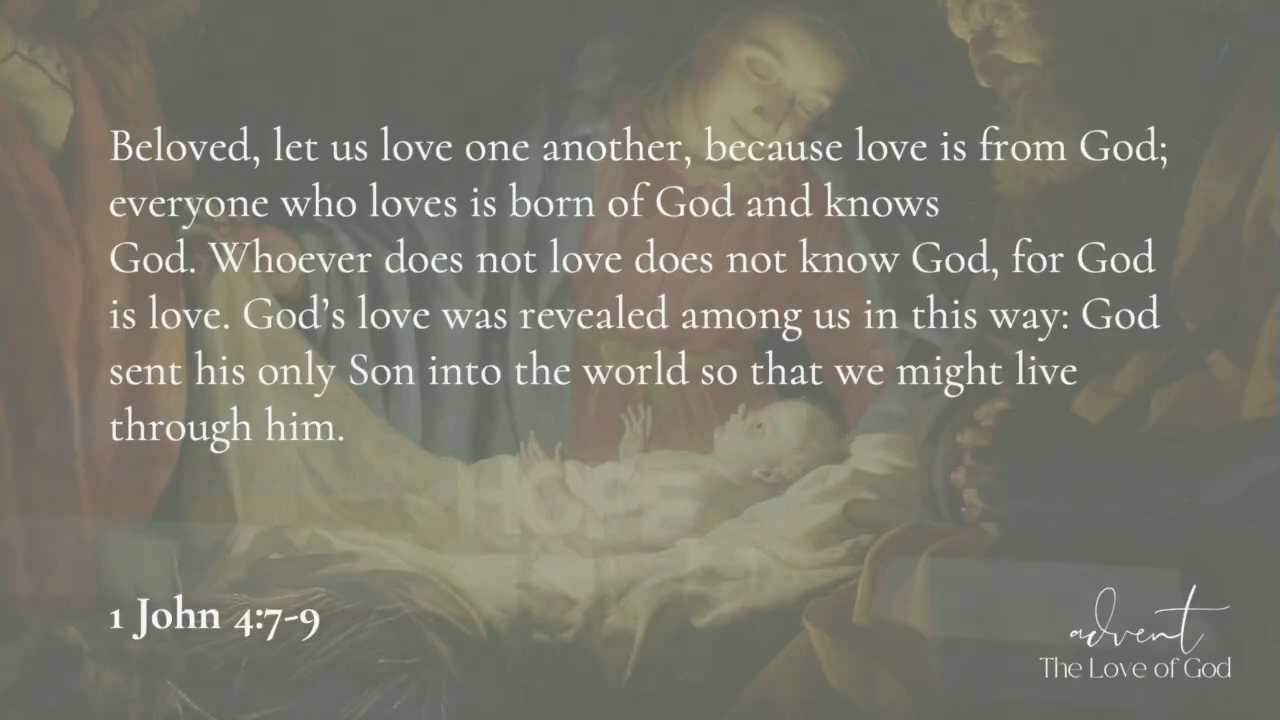 Beloved, let us love one another, because love is from God;
everyone who loves is born of God and knows
God. Whoever does not love does not know God, for God
is love. God’s love was revealed among us in this way: God
sent his only Son into the world so that we might live
through him.
HOPE
1 John 4:7-9
advent
The Love of God